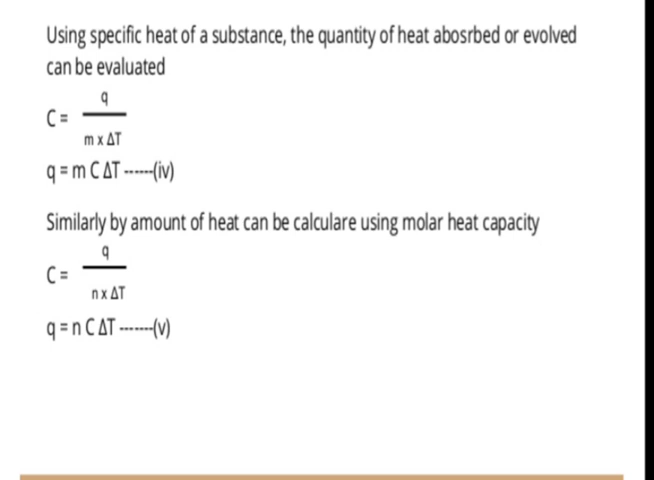 Using specific heat of a substance, the quantity of heat abosrbed or evolved
can be evaluated
C = q
m x ΔT
q = m C ΔT ------(iv)
Similarly by amount of heat can be calculare using molar heat capacity
C = q
n x ΔT
q = n C ΔT -------(v)